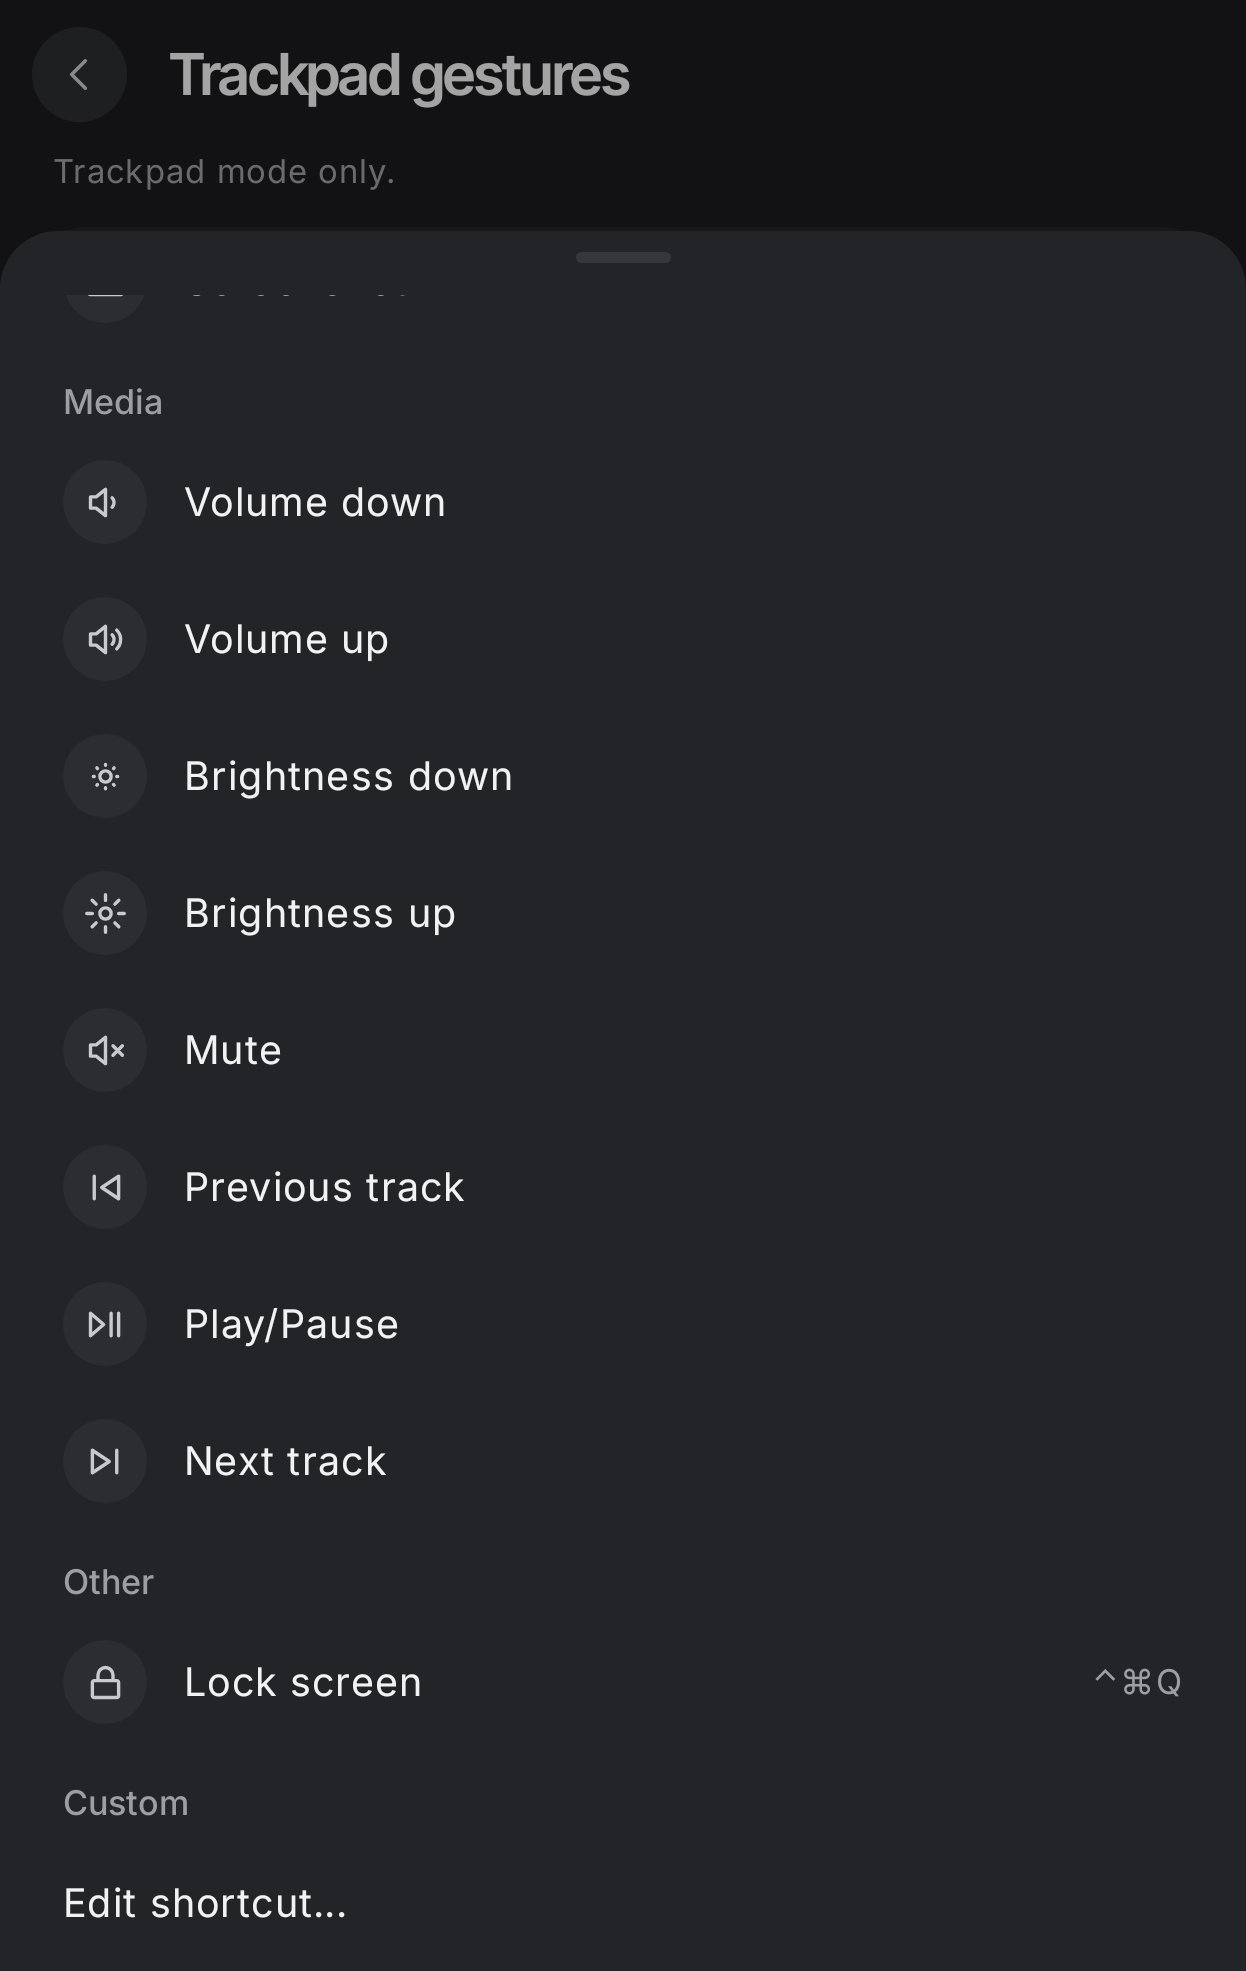 Trackpad gestures
Trackpad mode only.
Media
Volume down
Volume up
Brightness down
Brightness up
Mute
Previous track
Play/Pause
Next track
Other
Lock screen
^⌘Q
Custom
Edit shortcut...